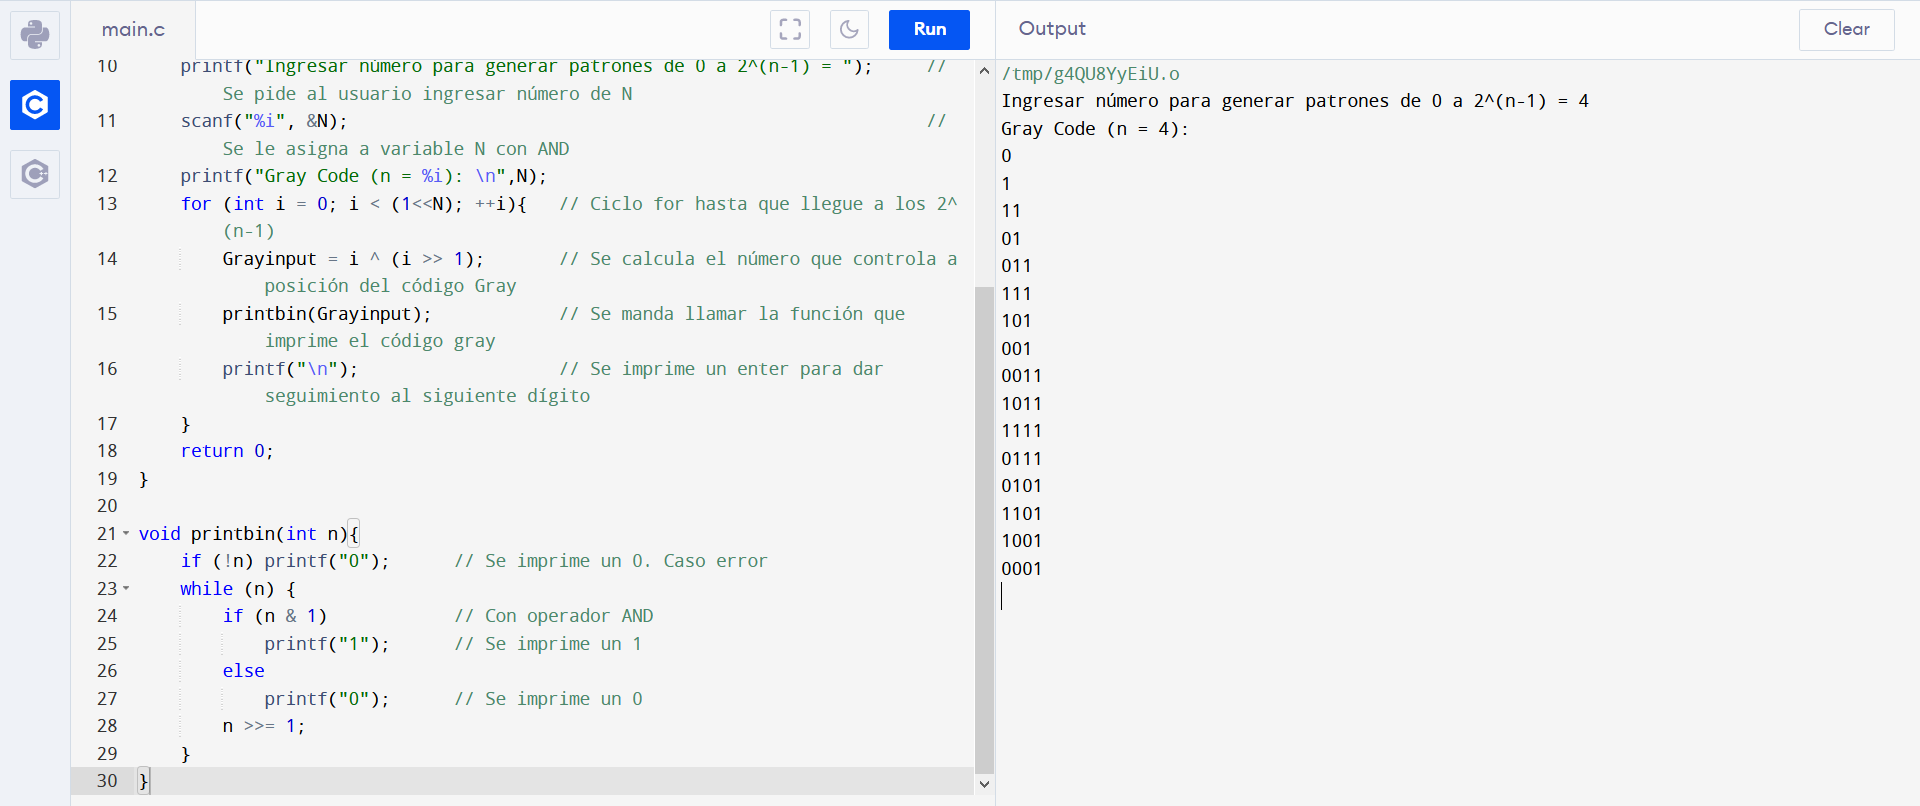 main.c
Run
Output
Clear
10 printf("Ingresar número para generar patrones de 0 a 2^(n-1) = "); //
Se pide al usuario ingresar número de N
11 scanf("%i", &N); //
Se le asigna a variable N con AND
12 printf("Gray Code (n = %i): \n",N);
13 for (int i = 0; i < (1<<N); ++i){ // Ciclo for hasta que llegue a los 2^
(n-1)
14 Grayinput = i ^ (i >> 1); // Se calcula el número que controla a
posición del código Gray
15 printbin(Grayinput); // Se manda llamar la función que
imprime el código gray
16 printf("\n"); // Se imprime un enter para dar
seguimiento al siguiente dígito
17 }
18 return 0;
19 }
20
21 void printbin(int n){
22 if (!n) printf("0"); // Se imprime un 0. Caso error
23 while (n) {
24 if (n & 1) // Con operador AND
25 printf("1"); // Se imprime un 1
26 else
27 printf("0"); // Se imprime un 0
28 n >>= 1;
29 }
30 }
/tmp/g4QU8YyEiU.o
Ingresar número para generar patrones de 0 a 2^(n-1) = 4
Gray Code (n = 4):
0
1
11
01
011
111
101
001
0011
1011
1111
0111
0101
1101
1001
0001